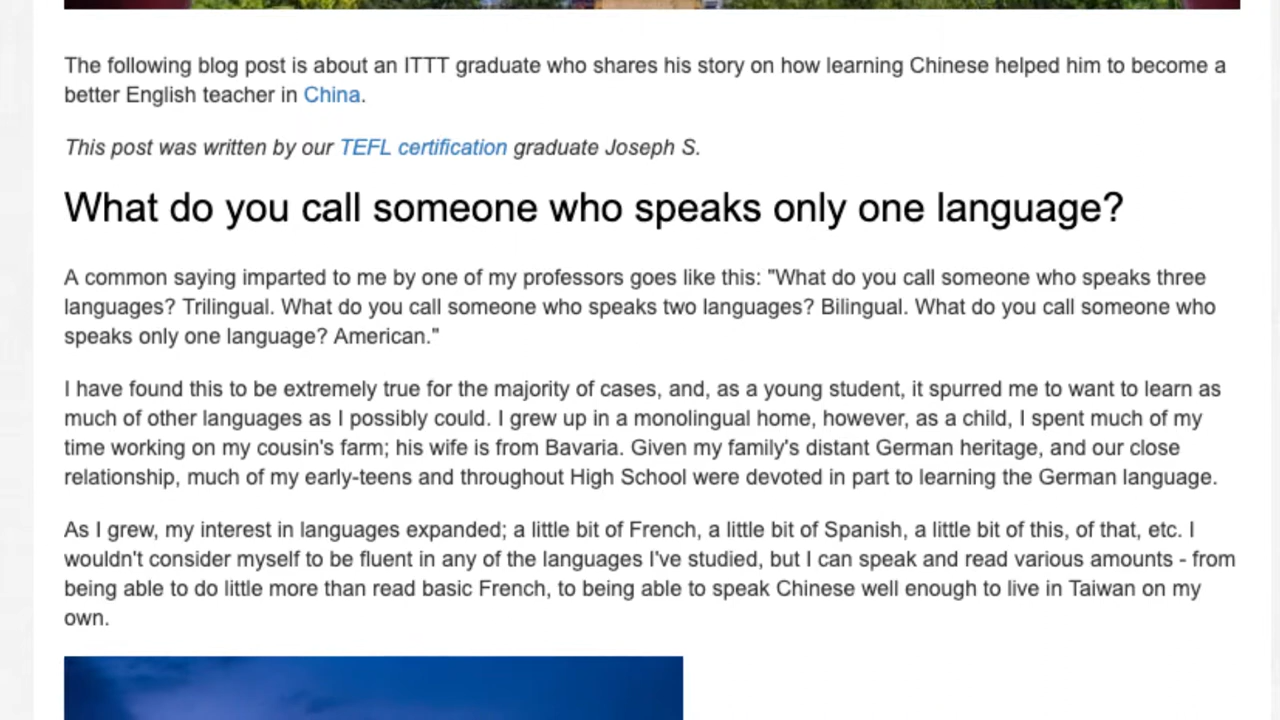 The following blog post is about an ITTT graduate who shares his story on how learning Chinese helped him to become a
better English teacher in China.
This post was written by our TEFL certification graduate Joseph S.
What do you call someone who speaks only one language?
A common saying imparted to me by one of my professors goes like this: "What do you call someone who speaks three
languages? Trilingual. What do you call someone who speaks two languages? Bilingual. What do you call someone who
speaks only one language? American."
I have found this to be extremely true for the majority of cases, and, as a young student, it spurred me to want to learn as
much of other languages as I possibly could. I grew up in a monolingual home, however, as a child, I spent much of my
time working on my cousin's farm; his wife is from Bavaria. Given my family's distant German heritage, and our close
relationship, much of my early-teens and throughout High School were devoted in part to learning the German language.
As I grew, my interest in languages expanded; a little bit of French, a little bit of Spanish, a little bit of this, of that, etc. I
wouldn't consider myself to be fluent in any of the languages I've studied, but I can speak and read various amounts - from
being able to do little more than read basic French, to being able to speak Chinese well enough to live in Taiwan on my
own.